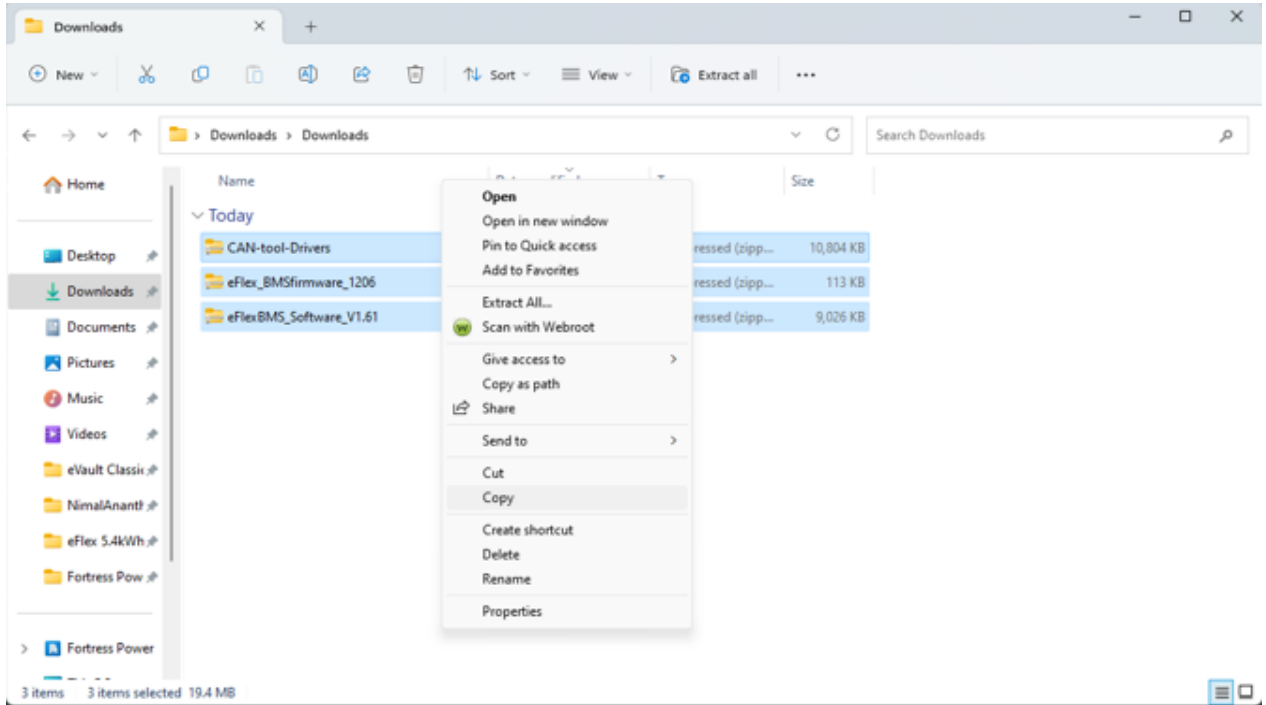 Downloads
New
Sort
View
Extract all
Downloads > Downloads
Search Downloads
Home
Desktop
Downloads
Documents
Pictures
Music
Videos
eVault Classic
NimalAnanth
eFlex 5.4kWh
Fortress Pow
Fortress Power
Name
Size
Today
CAN-tool-Drivers
ressed (zipp... 10,804 KB
eFlex_BMSfirmware_1206
ressed (zipp... 113 KB
eFlexBMS_Software_V1.61
ressed (zipp... 9,026 KB
Open
Open in new window
Pin to Quick access
Add to Favorites
Extract All...
Scan with Webroot
Give access to
Copy as path
Share
Send to
Cut
Copy
Create shortcut
Delete
Rename
Properties
3 items 3 items selected 19.4 MB